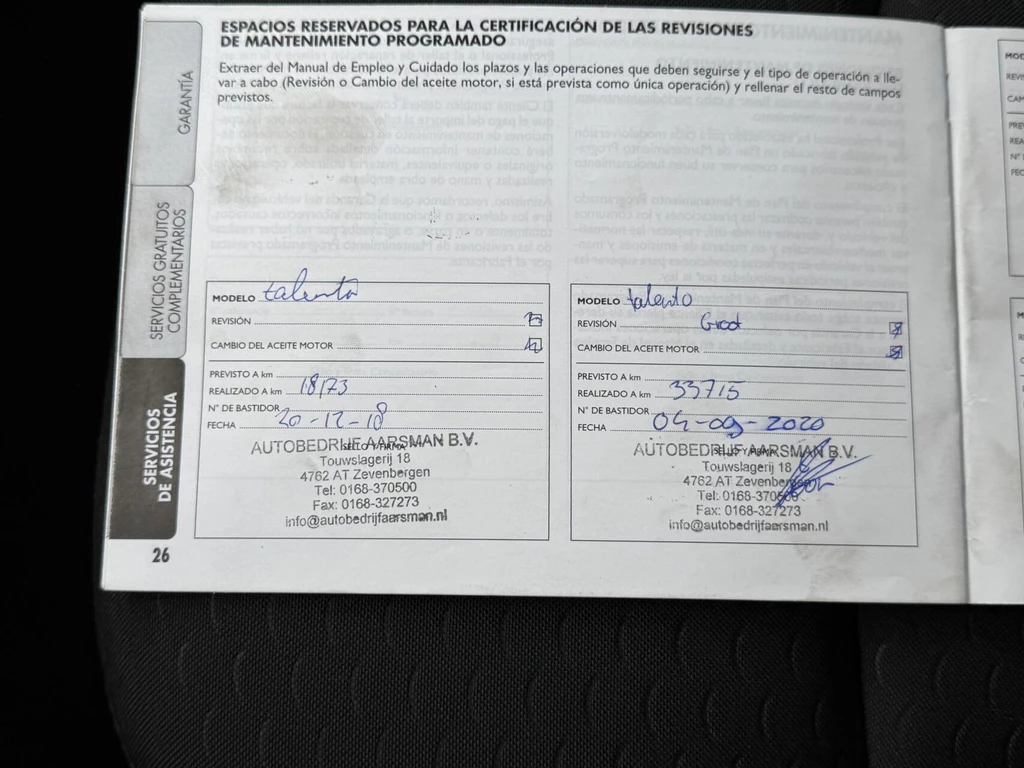 ESPACIOS RESERVADOS PARA LA CERTIFICACIÓN DE LAS REVISIONES
DE MANTENIMIENTO PROGRAMADO
Extraer del Manual de Empleo y Cuidado los plazos y las operaciones que deben seguirse y el tipo de operación a lle-
var a cabo (Revisión o Cambio del aceite motor, si está prevista como única operación) y rellenar el resto de campos
previstos.
GARANTÍA
SERVICIOS GRATUITOS
COMPLEMENTARIOS
SERVICIOS
DE ASISTENCIA
26
MODELO talento
REVISIÓN
CAMBIO DEL ACEITE MOTOR
PREVISTO A km
REALIZADO A km 18173
N° DE BASTIDOR
FECHA 20-12-18
AUTOBEDRIJF AARSMAN B.V.
Touwslagerij 18
4762 AT Zevenbergen
Tel: 0168-370500
Fax: 0168-327273
info@autobedrijfaarsman.nl
MODELO talento
REVISIÓN Groot
CAMBIO DEL ACEITE MOTOR
PREVISTO A km
REALIZADO A km 33715
N° DE BASTIDOR
FECHA 04-09-2020
AUTOBEDRIJF AARSMAN B.V.
Touwslagerij 18
4762 AT Zevenbergen
Tel: 0168-370500
Fax: 0168-327273
info@autobedrijfaarsman.nl